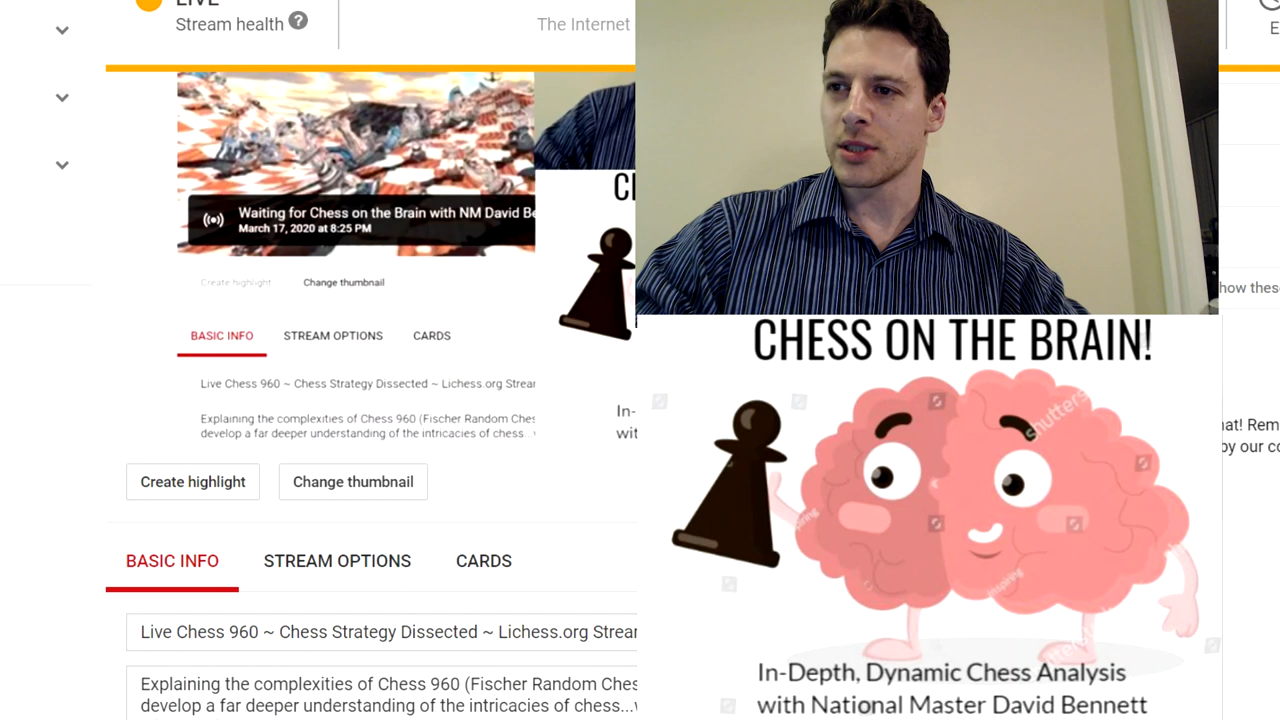 LIVE
Stream health ?
The Internet
E
Waiting for Chess on the Brain with NM David Be
March 17, 2020 at 8:25 PM
Create highlight
Change thumbnail
BASIC INFO
STREAM OPTIONS
CARDS
Live Chess 960 ~ Chess Strategy Dissected ~ Lichess.org Strear
Explaining the complexities of Chess 960 (Fischer Random Ches
develop a far deeper understanding of the intricacies of chess...
In-
wit
Create highlight
Change thumbnail
BASIC INFO
STREAM OPTIONS
CARDS
Live Chess 960 ~ Chess Strategy Dissected ~ Lichess.org Strear
Explaining the complexities of Chess 960 (Fischer Random Ches
develop a far deeper understanding of the intricacies of chess...w
CHESS ON THE BRAIN!
In-Depth, Dynamic Chess Analysis
with National Master David Bennett
how these
hat! Rem
by our co